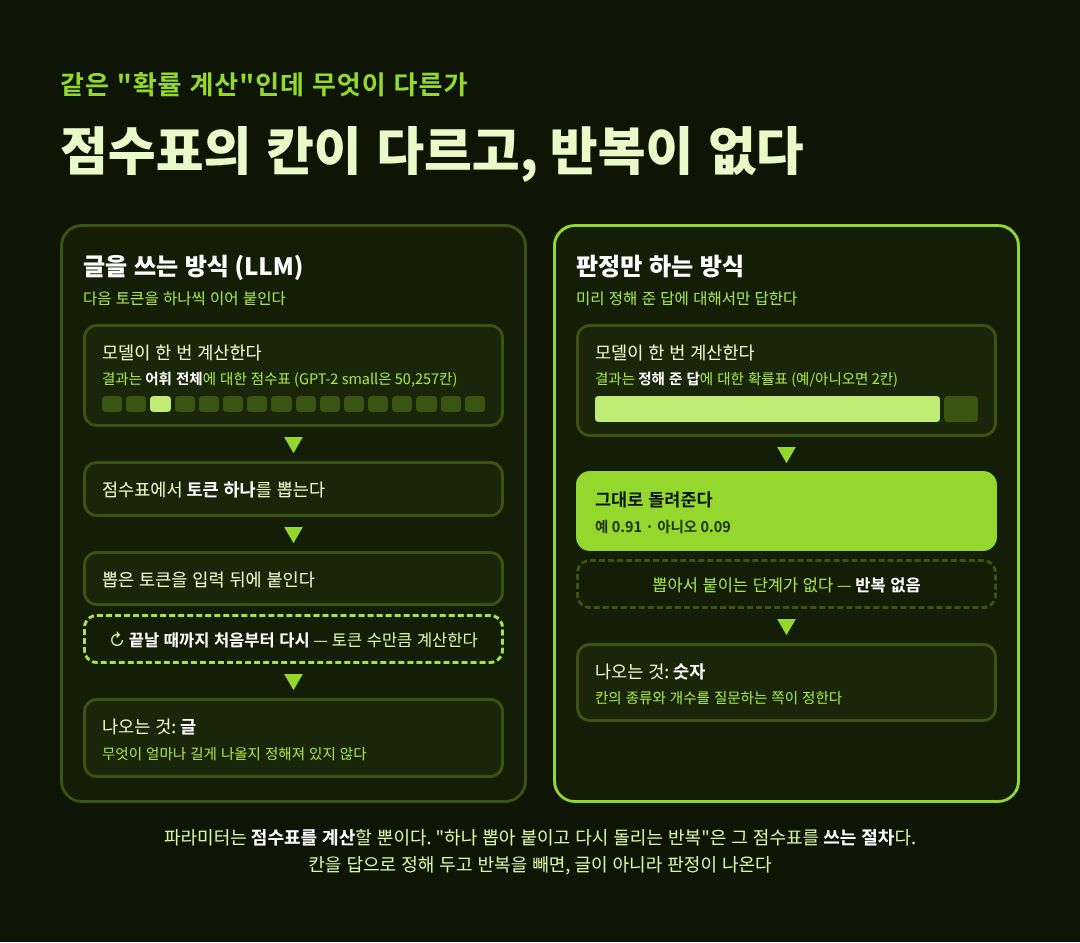 같은 "확률 계산"인데 무엇이 다른가
점수표의 칸이 다르고, 반복이 없다
글을 쓰는 방식 (LLM)
다음 토큰을 하나씩 이어 붙인다
모델이 한 번 계산한다
결과는 어휘 전체에 대한 점수표 (GPT-2 small은 50,257칸)
점수표에서 토큰 하나를 뽑는다
뽑은 토큰을 입력 뒤에 붙인다
↻ 끝날 때까지 처음부터 다시 — 토큰 수만큼 계산한다
나오는 것: 글
무엇이 얼마나 길게 나올지 정해져 있지 않다
판정만 하는 방식
미리 정해 준 답에 대해서만 답한다
모델이 한 번 계산한다
결과는 정해 준 답에 대한 확률표 (예/아니오면 2칸)
그대로 돌려준다
예 0.91 · 아니오 0.09
뽑아서 붙이는 단계가 없다 — 반복 없음
나오는 것: 숫자
칸의 종류와 개수를 질문하는 쪽이 정한다
파라미터는 점수표를 계산할 뿐이다. "하나 뽑아 붙이고 다시 돌리는 반복"은 그 점수표를 쓰는 절차다.
칸을 답으로 정해 두고 반복을 빼면, 글이 아니라 판정이 나온다